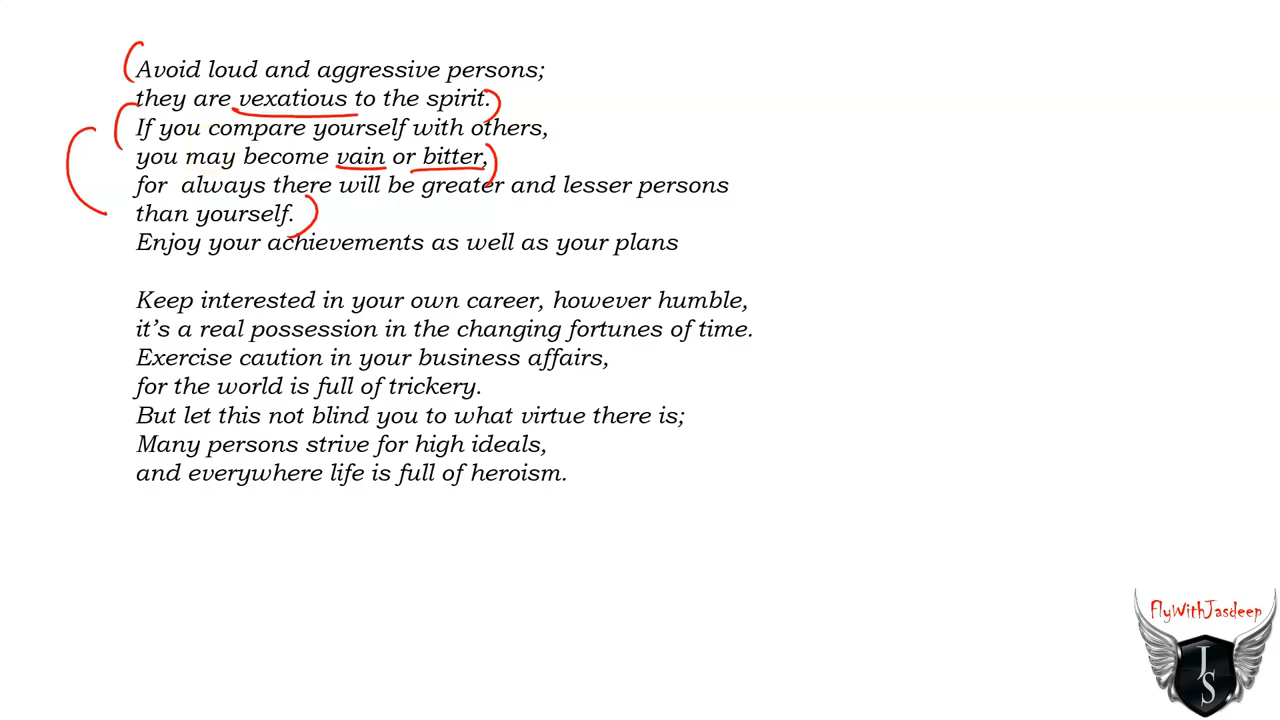 Avoid loud and aggressive persons;
they are vexatious to the spirit.
If you compare yourself with others,
you may become vain or bitter,
for always there will be greater and lesser persons
than yourself.
Enjoy your achievements as well as your plans
Keep interested in your own career, however humble,
it's a real possession in the changing fortunes of time.
Exercise caution in your business affairs,
for the world is full of trickery.
But let this not blind you to what virtue there is;
Many persons strive for high ideals,
and everywhere life is full of heroism.
FlyWithJasdeep
JS